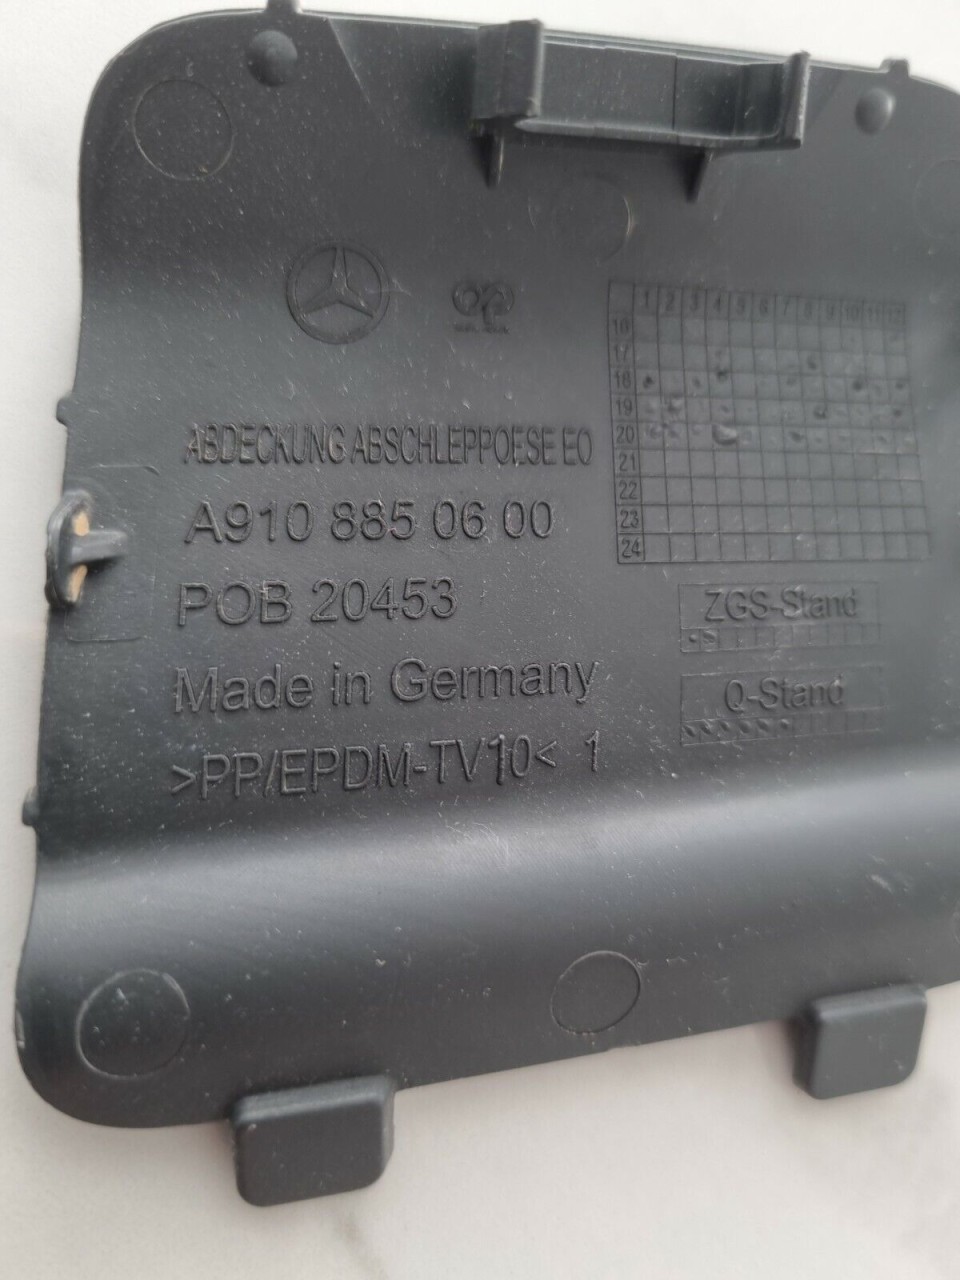 1 2 3 4 5 6 7 8 9 10 11 12
16
17
18
19
20
21
22
23
24
ABDECKUNG ABSCHLEPPOESE EO
A910 885 06 00
POB 20453
Made in Germany
>PP/EPDM-TV10< 1
ZGS-Stand
Q-Stand